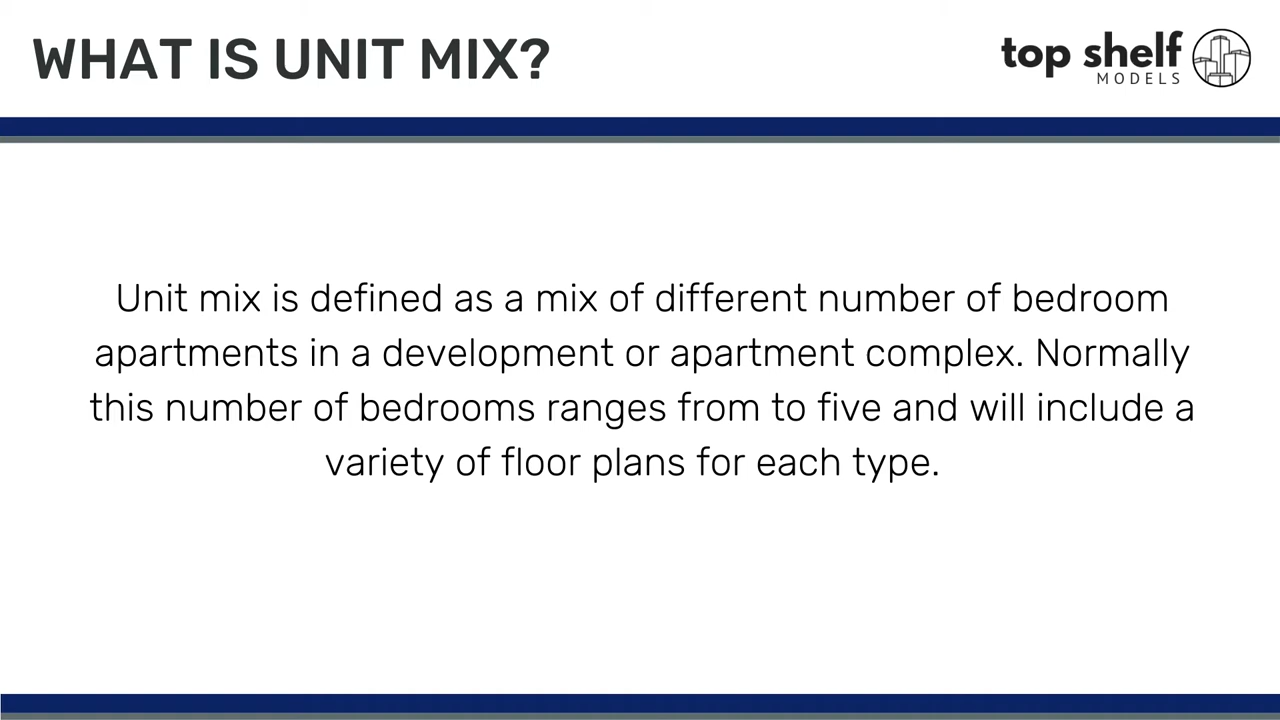 WHAT IS UNIT MIX?
top shelf
MODELS
Unit mix is defined as a mix of different number of bedroom
apartments in a development or apartment complex. Normally
this number of bedrooms ranges from to five and will include a
variety of floor plans for each type.